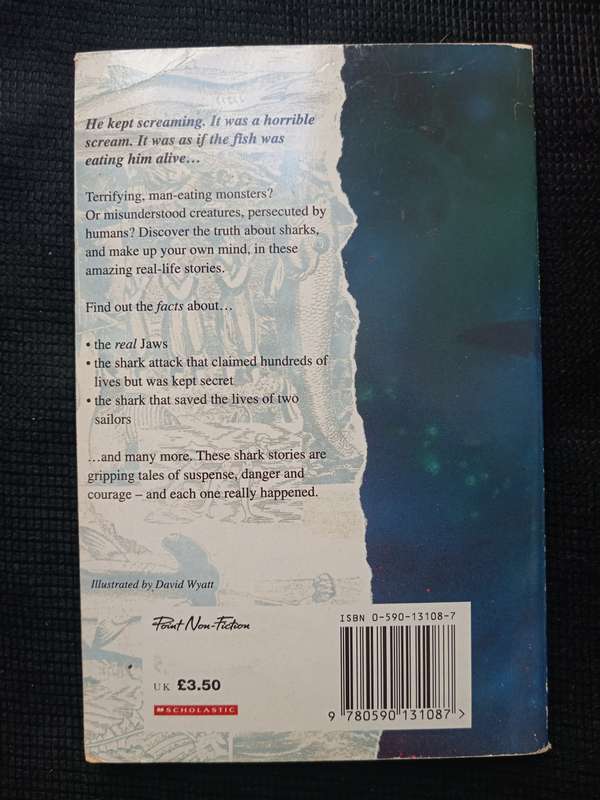 He kept screaming. It was a horrible
scream. It was as if the fish was
eating him alive…
Terrifying, man-eating monsters?
Or misunderstood creatures, persecuted by
humans? Discover the truth about sharks,
and make up your own mind, in these
amazing real-life stories.
Find out the facts about…
• the real Jaws
• the shark attack that claimed hundreds of
lives but was kept secret
• the shark that saved the lives of two
sailors
…and many more. These shark stories are
gripping tales of suspense, danger and
courage – and each one really happened.
Illustrated by David Wyatt
Point Non-Fiction
UK £3.50
SCHOLASTIC
ISBN 0-590-13108-7
9 780590 131087 >